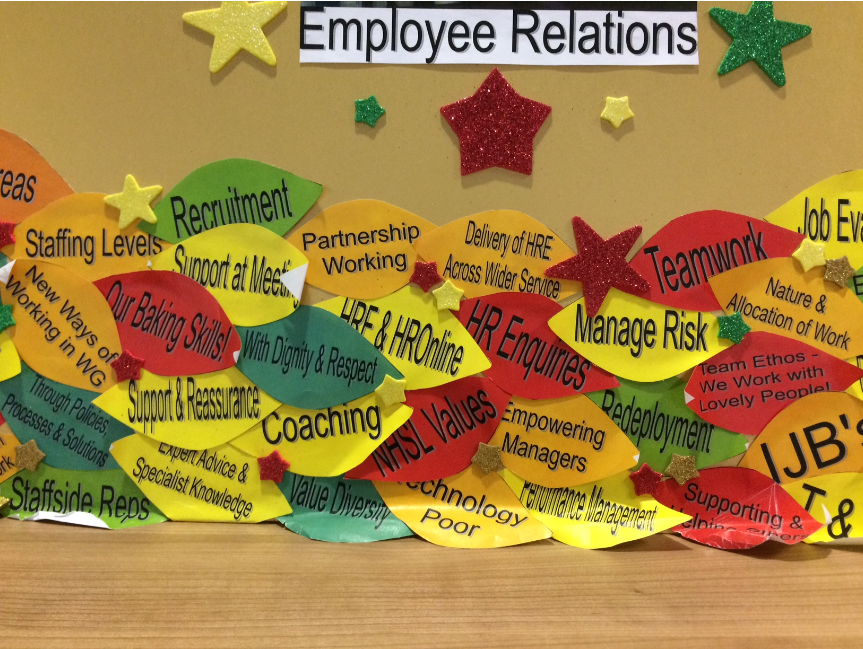 Employee Relations
reas
Recruitment
Staffing Levels
Partnership
Working
Delivery of HRE
Across Wider Service
Teamwork
Job Eva
Support at Meeti
New Ways of
Working in WG
Our Baking Skills!
With Dignity & Respect
HRE & HROnline
HR Enquiries
Manage Risk
Nature &
Allocation of Work
E
Team Ethos -
We Work with
Lovely People!
Through Policies
Processes & Solutions
Support & Reassurance
Coaching
NHSL Values
Empowering
Managers
Redeployment
IJB's
rk
Staffside Reps
Expert Advice &
Specialist Knowledge
Value Diversity
Technology
Poor
Performance Management
Supporting &
Helping
T
&